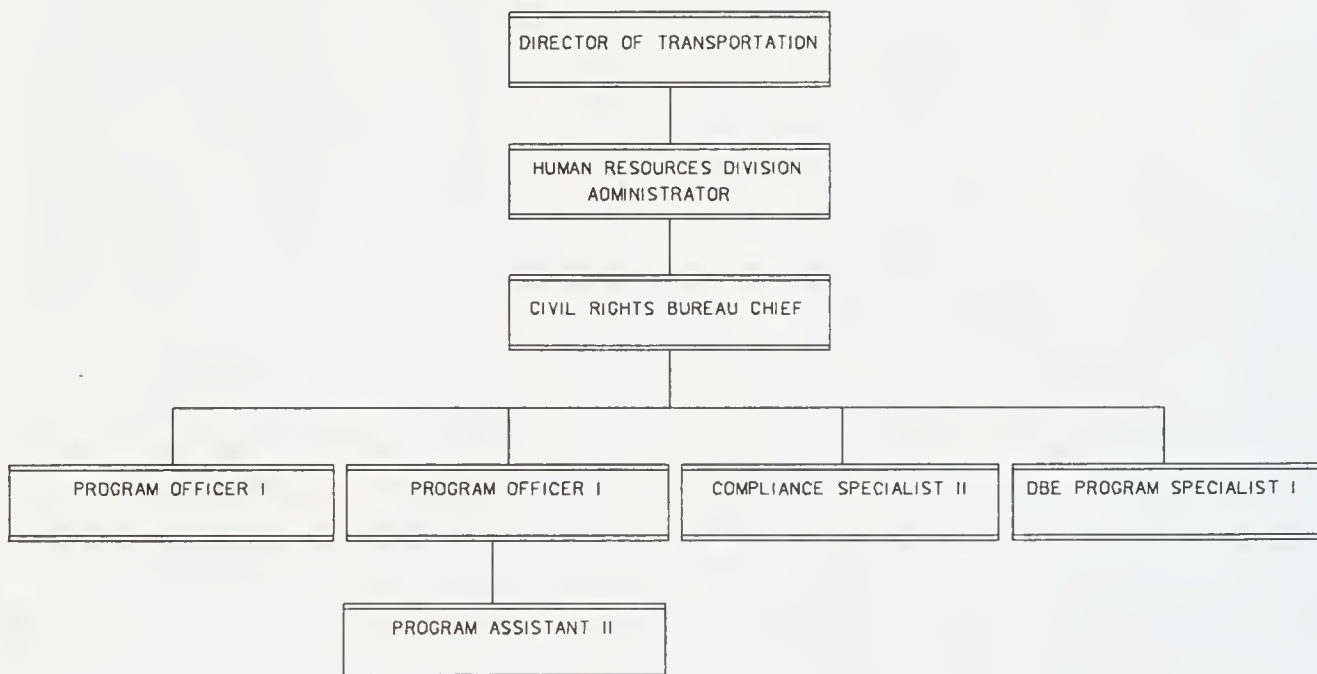 DIRECTOR OF TRANSPORTATION
HUMAN RESOURCES DIVISION
ADMINISTRATOR
CIVIL RIGHTS BUREAU CHIEF
PROGRAM OFFICER I
PROGRAM OFFICER I
COMPLIANCE SPECIALIST II
DBE PROGRAM SPECIALIST I
PROGRAM ASSISTANT II